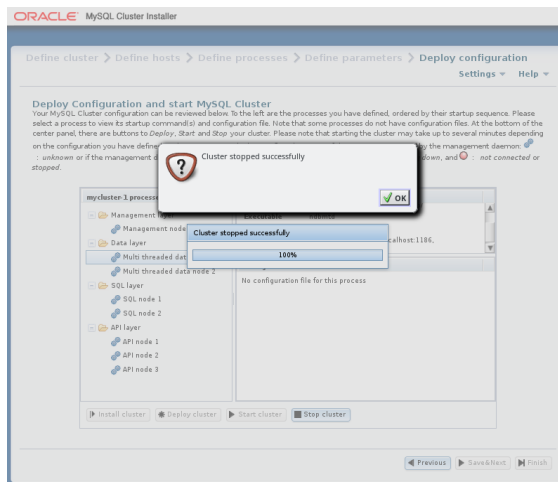 ORACLE MySQL Cluster Installer
Define cluster > Define hosts > Define processes > Define parameters > Deploy configuration
Settings Help
Deploy Configuration and start MySQL Cluster
Your MySQL Cluster configuration can be reviewed below. To the left are the processes you have defined, ordered by their startup sequence. Please
select a process to view its startup command(s) and configuration file. Note that some processes do not have configuration files. At the bottom of the
center panel, there are buttons to Deploy, Start and Stop your cluster. Please note that starting the cluster may take up to several minutes depending
on the configuration you have define by the management daemon:
: unknown or if the management d down, and : not connected or
stopped.
Cluster stopped successfully
OK
mycluster-1 processe
Management
Management node
Data layer
Multi threaded dat
Multi threaded data node 2
SQL layer
SQL node 1
SQL node 2
API layer
API node 1
API node 2
API node 3
Cluster stopped successfully
100%
calhost:1186,
No configuration file for this process
Install cluster Deploy cluster Start cluster Stop cluster
Previous Save&Next Finish